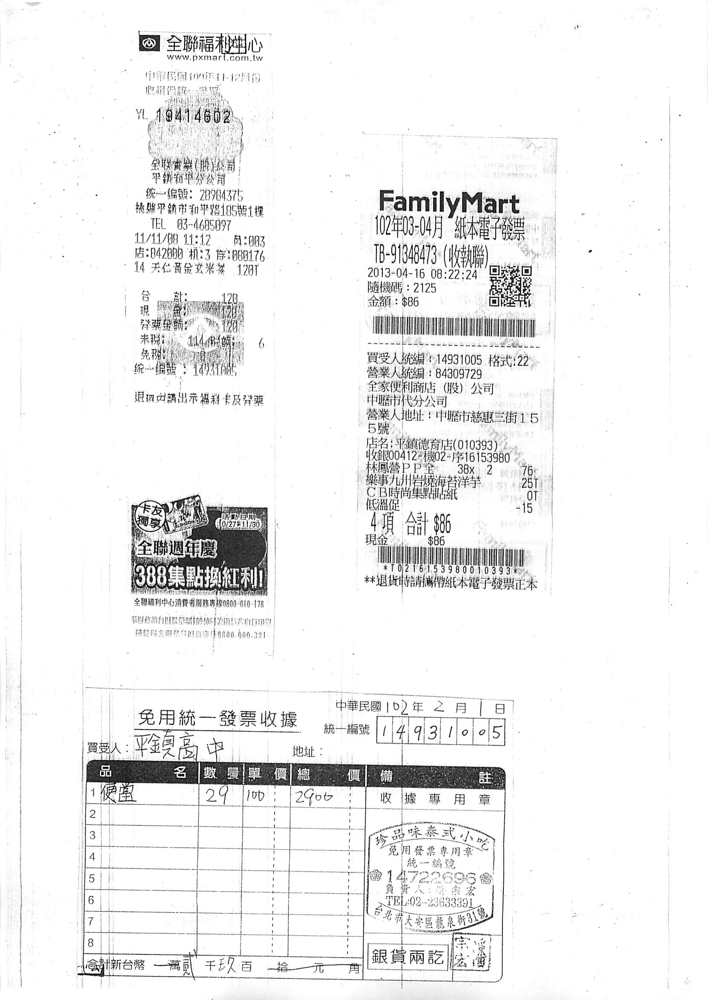 全聯福利中心
www.pxmart.com.tw
中華民國100年11-12月份
收銀機統一發票
YL 19414602
全聯實業(股)公司
平鎮和平分公司
統一編號: 28984375
桃縣平鎮市和平路185號1樓
TEL 03-4685097
11/11/08 11:12 員:003
店:842000 机:3 序:080176
14 天仁黃金玄米茶 120T
合 計: 120
現 金: 120
發票金額: 120
未稅: 114 稅額: 6
免稅: 0
統一編號 : 14931005
退換貨請出示福利卡及發票
卡友
獨享
活動日期
10/27~11/30
全聯週年慶
388集點換紅利!
全聯福利中心消費者服務專線0800-010-178
0800-000-321
FamilyMart
102年03-04月 紙本電子發票
TB-91348473 (收執聯)
2013-04-16 08:22:24
隨機碼:2125
金額:$86
買受人統編:14931005 格式:22
營業人統編:84309729
全家便利商店(股)公司
中壢市代分公司
營業人地址:中壢市慈惠三街15
5號
店名:平鎮德育店(010393)
收銀00412-機02-序16153980
林鳳營PP全 38x 2 76
樂事九州岩燒海苔洋芋 25T
CB時尚集點貼紙 0T
低溫促 -15
4 項 合計 $86
現金 $86
*T0216153980010393*
**退貨時請攜帶紙本電子發票正本
中華民國102年 2 月 1 日
免用統一發票收據
統一編號 14931005
買受人: 平鎮高中 地址:
品名 數量 單價 總價 備註
1 便當 29 100 2900 收據專用章
2
3
4
5
6
7
8
珍品味泰式小吃
免用發票專用章
統一編號
14722696
負責人:潘宗宏
TEL:02-23633391
台北市大安區龍泉街31號
合計新台幣 萬貳千玖百 拾 元 角
銀貨兩訖